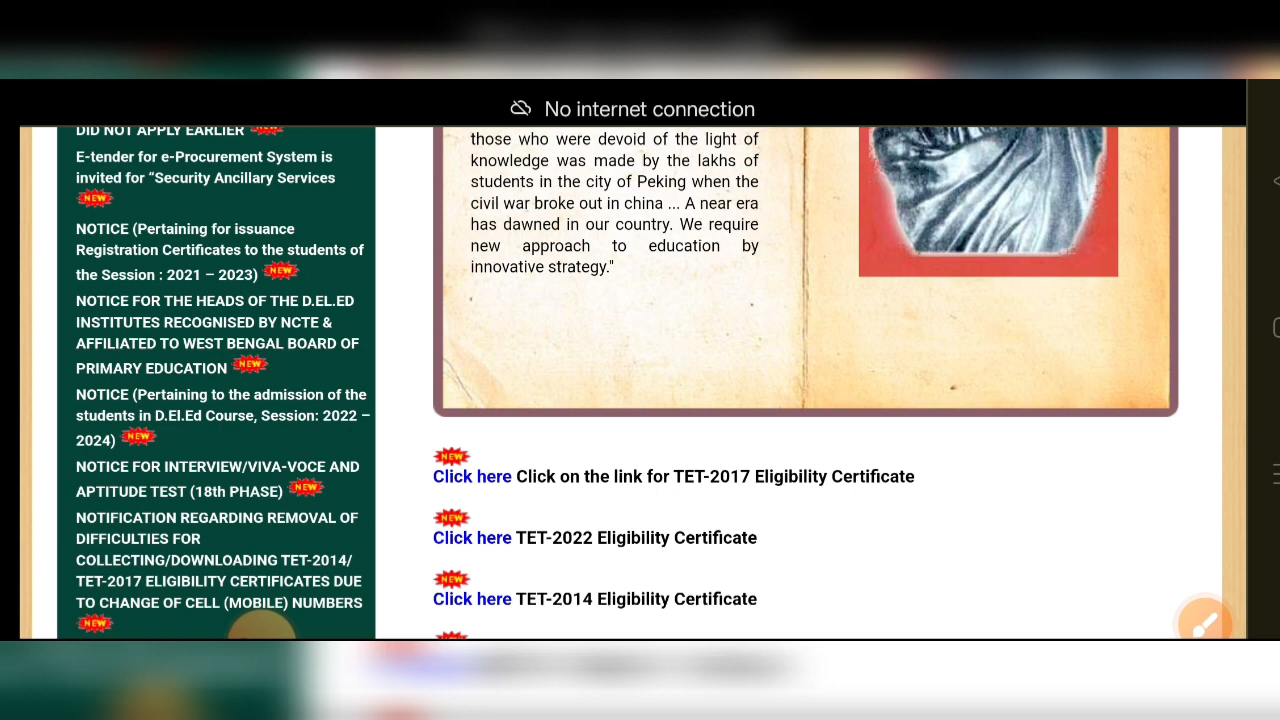 No internet connection
DID NOT APPLY EARLIER NEW
E-tender for e-Procurement System is
invited for “Security Ancillary Services
NEW
NOTICE (Pertaining for issuance
Registration Certificates to the students of
the Session : 2021 – 2023) NEW
NOTICE FOR THE HEADS OF THE D.EL.ED
INSTITUTES RECOGNISED BY NCTE &
AFFILIATED TO WEST BENGAL BOARD OF
PRIMARY EDUCATION NEW
NOTICE (Pertaining to the admission of the
students in D.El.Ed Course, Session: 2022 –
2024) NEW
NOTICE FOR INTERVIEW/VIVA-VOCE AND
APTITUDE TEST (18th PHASE) NEW
NOTIFICATION REGARDING REMOVAL OF
DIFFICULTIES FOR
COLLECTING/DOWNLOADING TET-2014/
TET-2017 ELIGIBILITY CERTIFICATES DUE
TO CHANGE OF CELL (MOBILE) NUMBERS
NEW
those who were devoid of the light of
knowledge was made by the lakhs of
students in the city of Peking when the
civil war broke out in china ... A near era
has dawned in our country. We require
new approach to education by
innovative strategy."
NEW
Click here Click on the link for TET-2017 Eligibility Certificate
NEW
Click here TET-2022 Eligibility Certificate
NEW
Click here TET-2014 Eligibility Certificate